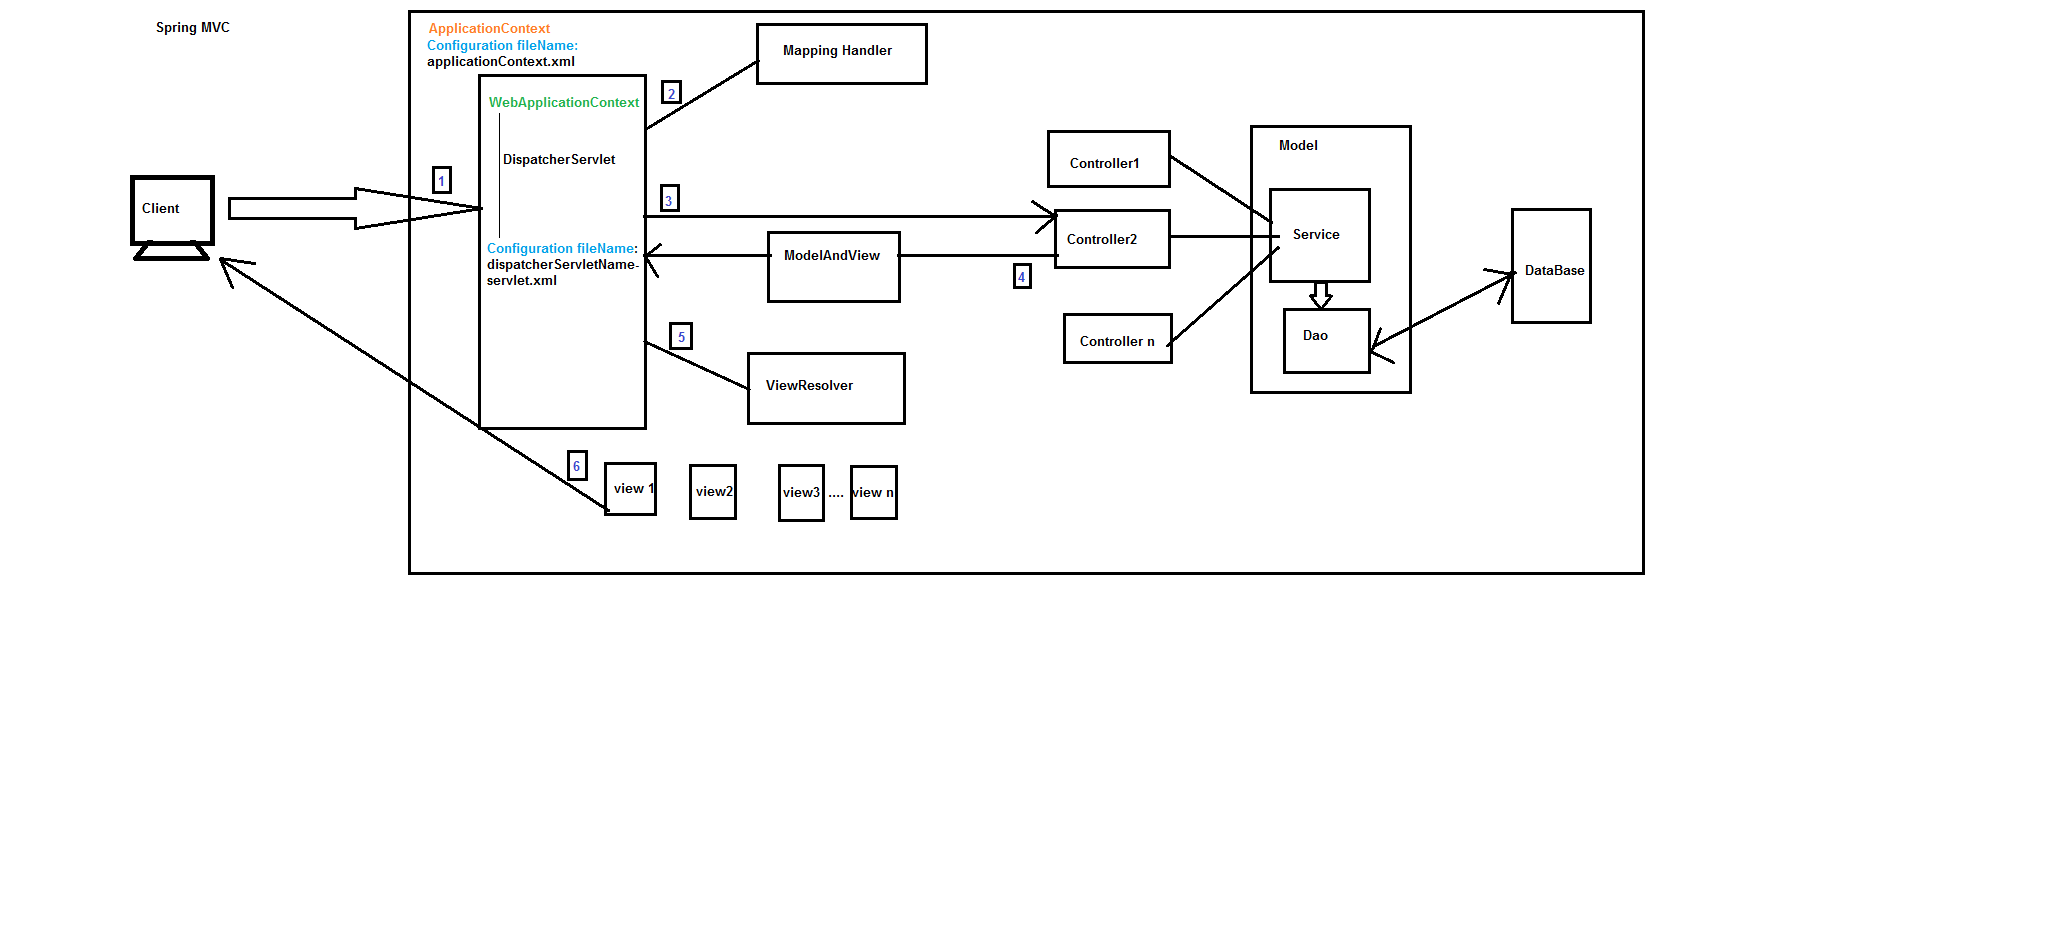 Spring MVC
ApplicationContext
Configuration fileName:
applicationContext.xml
Mapping Handler
2
WebApplicationContext
DispatcherServlet
1
3
Client
Configuration fileName:
dispatcherServletName-
servlet.xml
ModelAndView
4
Controller1
Controller2
Controller n
Model
Service
Dao
DataBase
5
ViewResolver
6
view 1
view2
view3
....
view n